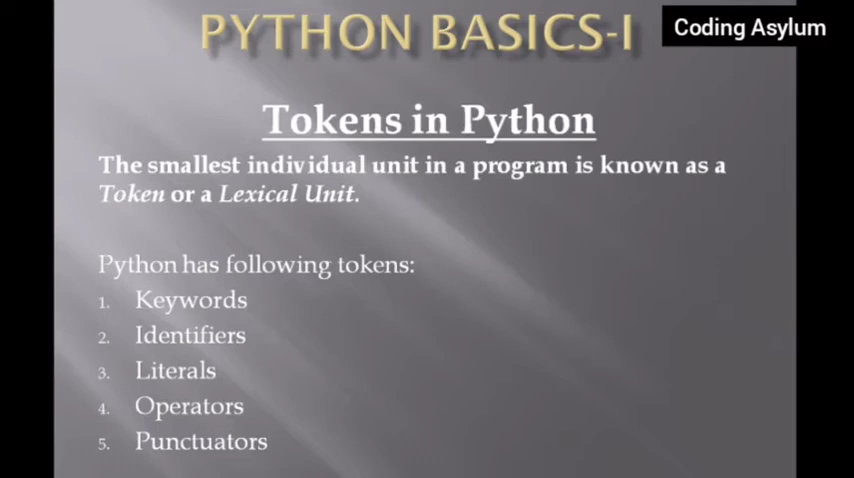 PYTHON BASICS-I
Coding Asylum
Tokens in Python
The smallest individual unit in a program is known as a
Token or a Lexical Unit.
Python has following tokens:
1. Keywords
2. Identifiers
3. Literals
4. Operators
5. Punctuators